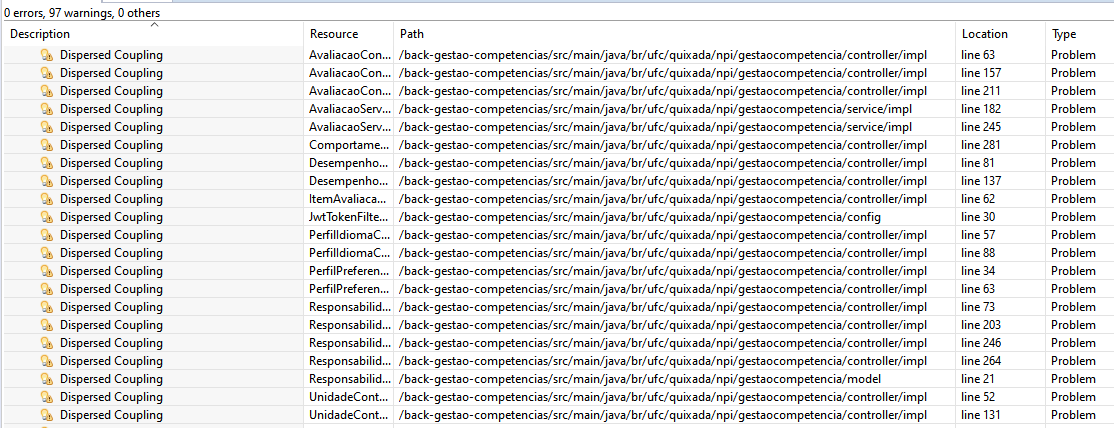 0 errors, 97 warnings, 0 others
Description Resource Path Location Type
Dispersed Coupling AvaliacaoCon... /back-gestao-competencias/src/main/java/br/ufc/quixada/npi/gestaocompetencia/controller/impl line 63 Problem
Dispersed Coupling AvaliacaoCon... /back-gestao-competencias/src/main/java/br/ufc/quixada/npi/gestaocompetencia/controller/impl line 157 Problem
Dispersed Coupling AvaliacaoCon... /back-gestao-competencias/src/main/java/br/ufc/quixada/npi/gestaocompetencia/controller/impl line 211 Problem
Dispersed Coupling AvaliacaoServ... /back-gestao-competencias/src/main/java/br/ufc/quixada/npi/gestaocompetencia/service/impl line 182 Problem
Dispersed Coupling AvaliacaoServ... /back-gestao-competencias/src/main/java/br/ufc/quixada/npi/gestaocompetencia/service/impl line 245 Problem
Dispersed Coupling Comportame... /back-gestao-competencias/src/main/java/br/ufc/quixada/npi/gestaocompetencia/controller/impl line 281 Problem
Dispersed Coupling Desempenho... /back-gestao-competencias/src/main/java/br/ufc/quixada/npi/gestaocompetencia/controller/impl line 81 Problem
Dispersed Coupling Desempenho... /back-gestao-competencias/src/main/java/br/ufc/quixada/npi/gestaocompetencia/controller/impl line 137 Problem
Dispersed Coupling ItemAvaliaca... /back-gestao-competencias/src/main/java/br/ufc/quixada/npi/gestaocompetencia/controller/impl line 62 Problem
Dispersed Coupling JwtTokenFilte... /back-gestao-competencias/src/main/java/br/ufc/quixada/npi/gestaocompetencia/config line 30 Problem
Dispersed Coupling PerfilIdiomaC... /back-gestao-competencias/src/main/java/br/ufc/quixada/npi/gestaocompetencia/controller/impl line 57 Problem
Dispersed Coupling PerfilIdiomaC... /back-gestao-competencias/src/main/java/br/ufc/quixada/npi/gestaocompetencia/controller/impl line 88 Problem
Dispersed Coupling PerfilPreferen... /back-gestao-competencias/src/main/java/br/ufc/quixada/npi/gestaocompetencia/controller/impl line 34 Problem
Dispersed Coupling PerfilPreferen... /back-gestao-competencias/src/main/java/br/ufc/quixada/npi/gestaocompetencia/controller/impl line 63 Problem
Dispersed Coupling Responsabilid... /back-gestao-competencias/src/main/java/br/ufc/quixada/npi/gestaocompetencia/controller/impl line 73 Problem
Dispersed Coupling Responsabilid... /back-gestao-competencias/src/main/java/br/ufc/quixada/npi/gestaocompetencia/controller/impl line 203 Problem
Dispersed Coupling Responsabilid... /back-gestao-competencias/src/main/java/br/ufc/quixada/npi/gestaocompetencia/controller/impl line 246 Problem
Dispersed Coupling Responsabilid... /back-gestao-competencias/src/main/java/br/ufc/quixada/npi/gestaocompetencia/controller/impl line 264 Problem
Dispersed Coupling Responsabilid... /back-gestao-competencias/src/main/java/br/ufc/quixada/npi/gestaocompetencia/model line 21 Problem
Dispersed Coupling UnidadeCont... /back-gestao-competencias/src/main/java/br/ufc/quixada/npi/gestaocompetencia/controller/impl line 52 Problem
Dispersed Coupling UnidadeCont... /back-gestao-competencias/src/main/java/br/ufc/quixada/npi/gestaocompetencia/controller/impl line 131 Problem